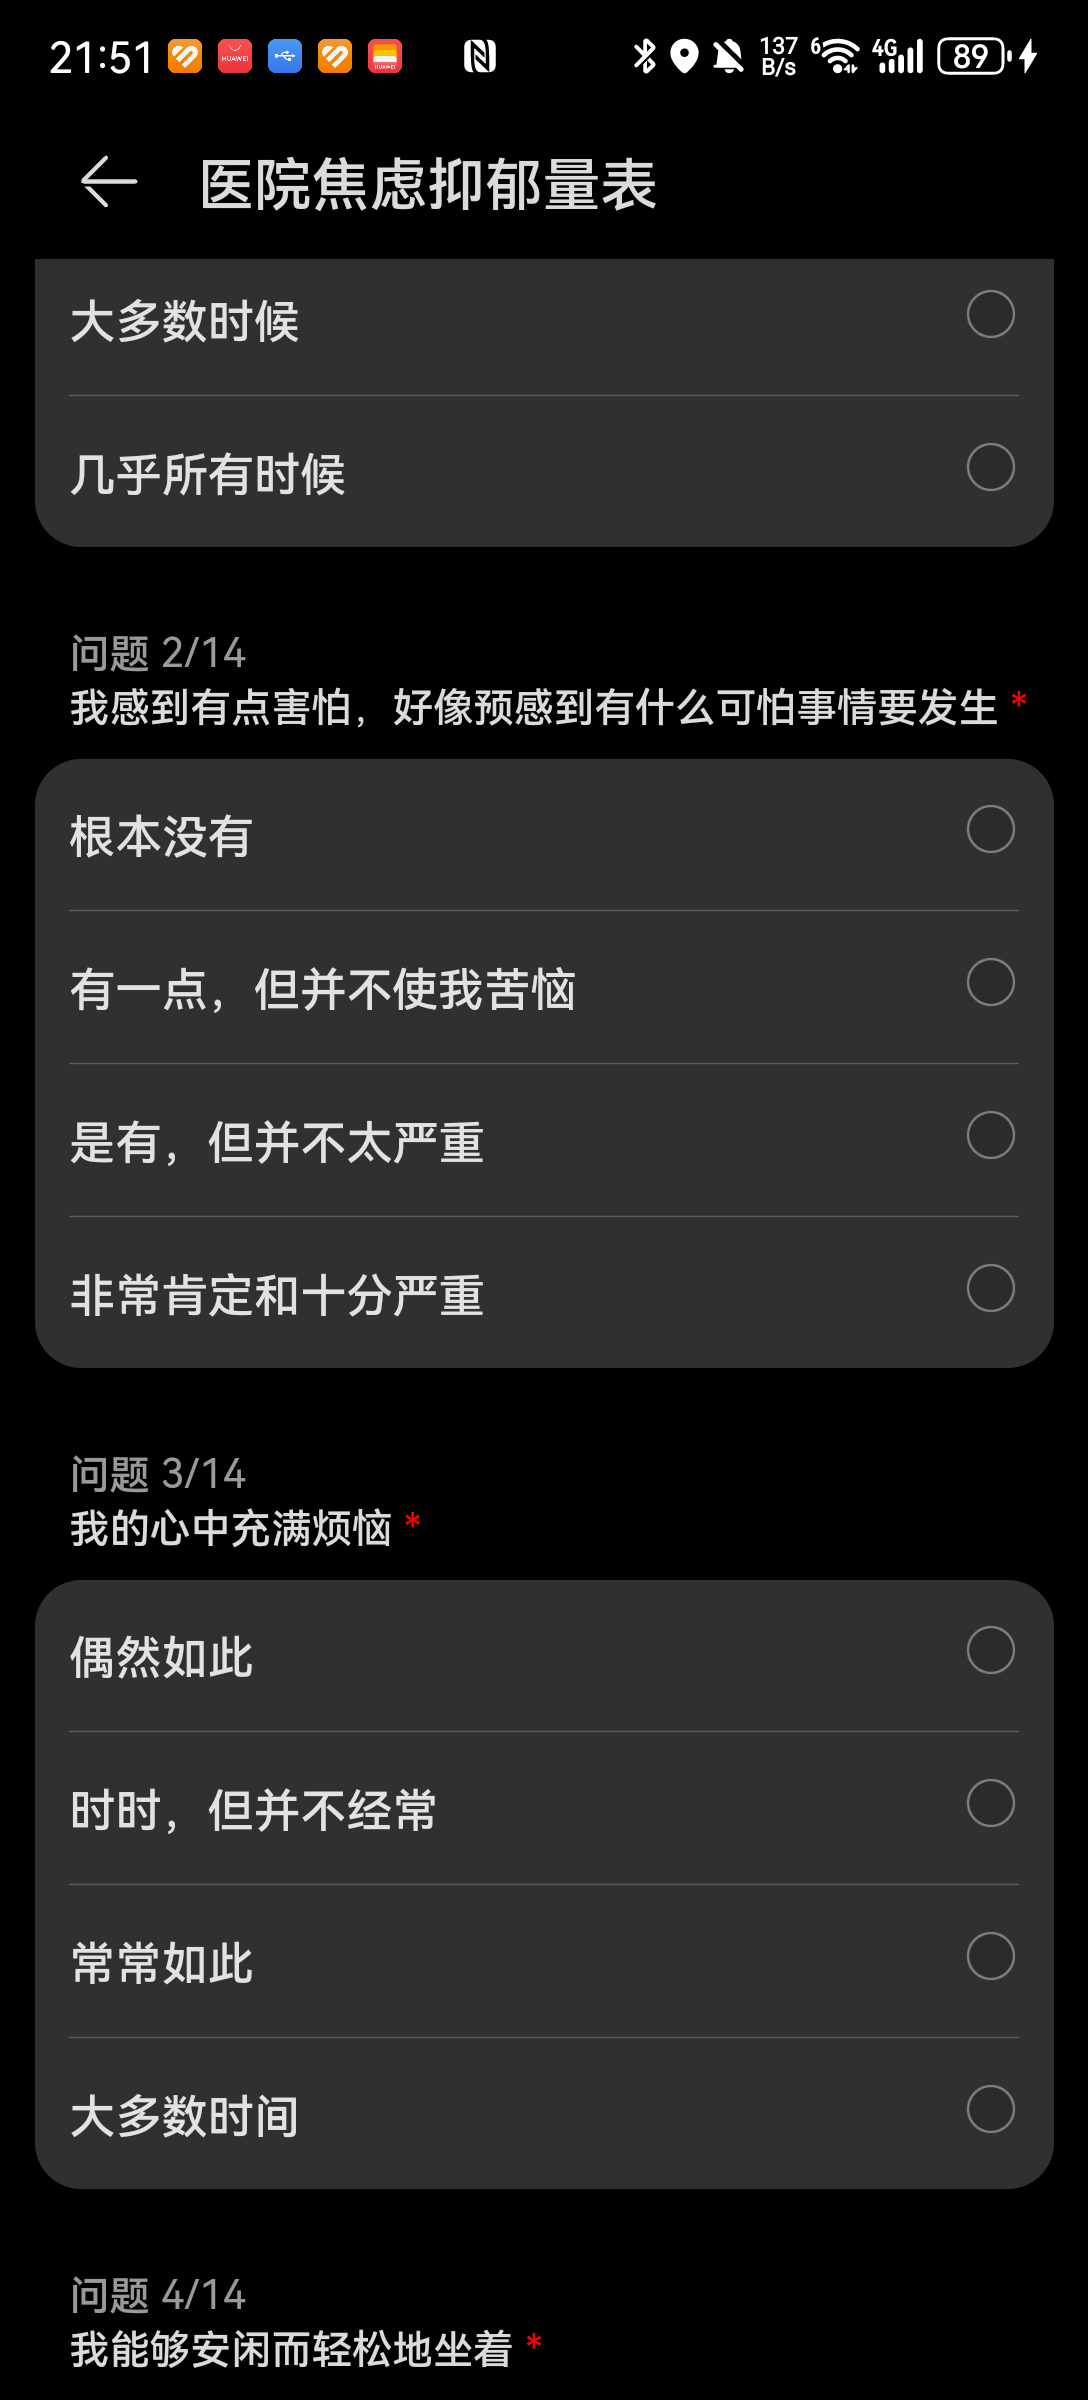 21:51
HUAWEI
137 B/s
6
4G
89
医院焦虑抑郁量表
大多数时候
几乎所有时候
问题 2/14
我感到有点害怕，好像预感到有什么可怕事情要发生 *
根本没有
有一点，但并不使我苦恼
是有，但并不太严重
非常肯定和十分严重
问题 3/14
我的心中充满烦恼 *
偶然如此
时时，但并不经常
常常如此
大多数时间
问题 4/14
我能够安闲而轻松地坐着 *